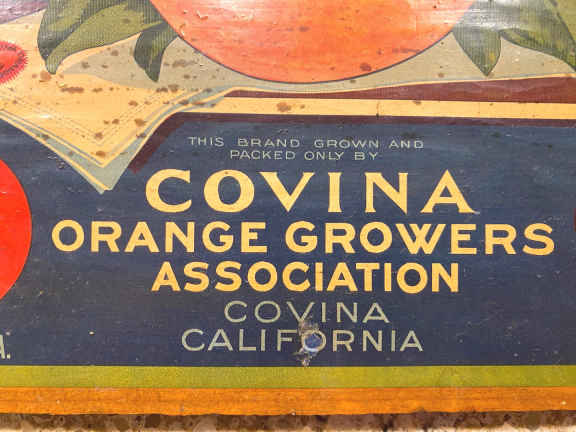 THIS BRAND GROWN AND
PACKED ONLY BY
COVINA
ORANGE GROWERS
ASSOCIATION
COVINA
CALIFORNIA